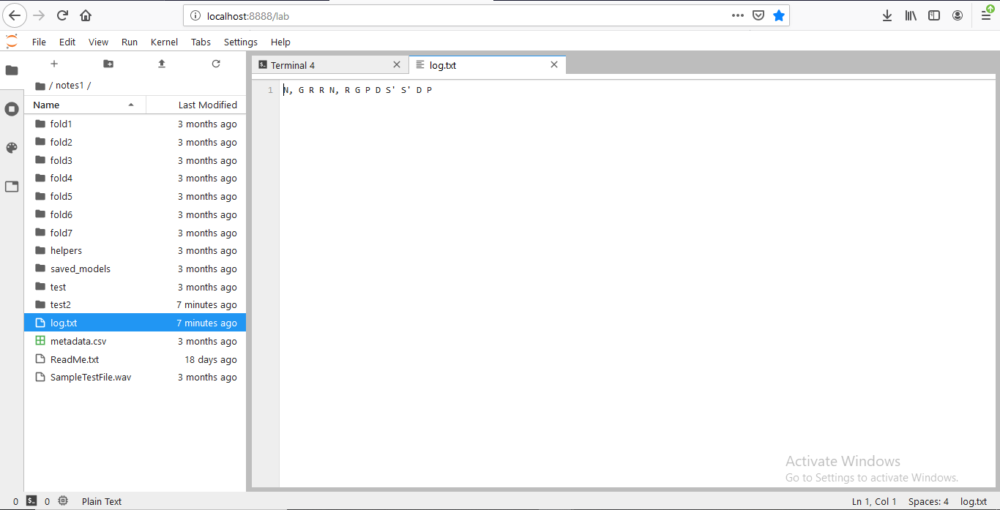 localhost:8888/lab
File Edit View Run Kernel Tabs Settings Help
Terminal 4
log.txt
/ notes1 /
Name Last Modified
fold1 3 months ago
fold2 3 months ago
fold3 3 months ago
fold4 3 months ago
fold5 3 months ago
fold6 3 months ago
fold7 3 months ago
helpers 3 months ago
saved_models 3 months ago
test 3 months ago
test2 7 minutes ago
log.txt 7 minutes ago
metadata.csv 3 months ago
ReadMe.txt 18 days ago
SampleTestFile.wav 3 months ago
1 N, G R R N, R G P D S' S' D P
Activate Windows
Go to Settings to activate Windows.
0 0 Plain Text Ln 1, Col 1 Spaces: 4 log.txt